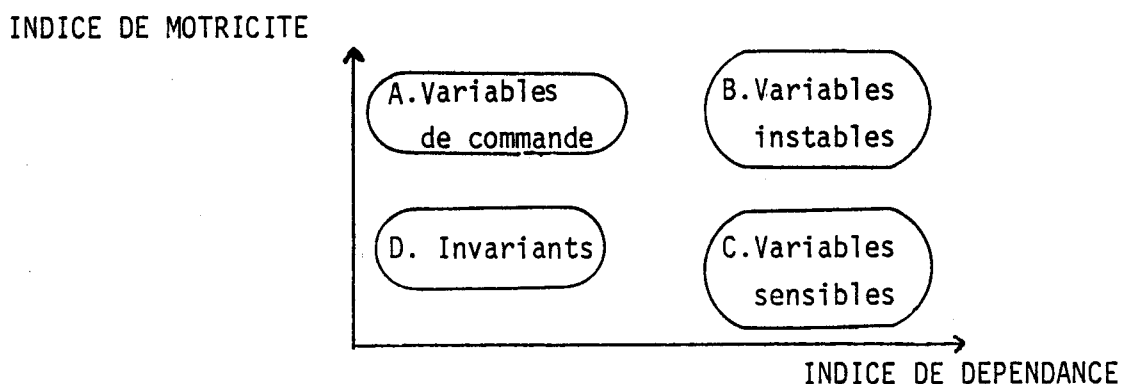 INDICE DE MOTRICITE
A.Variables
de commande
B.Variables
instables
D. Invariants
C.Variables
sensibles
INDICE DE DEPENDANCE